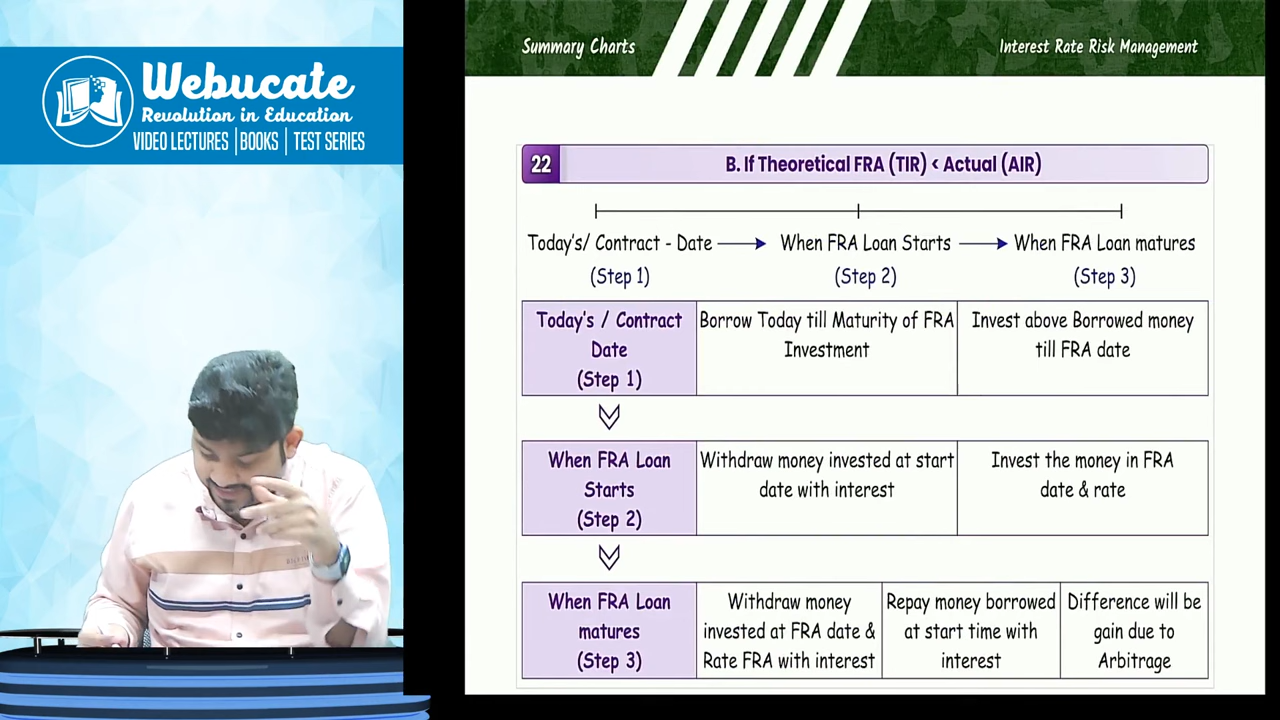 Webucate
Revolution in Education
VIDEO LECTURES | BOOKS | TEST SERIES
Summary Charts
Interest Rate Risk Management
22
B. If Theoretical FRA (TIR) < Actual (AIR)
Today's/ Contract - Date
When FRA Loan Starts
When FRA Loan matures
(Step 1)
(Step 2)
(Step 3)
Today's / Contract
Date
(Step 1)
Borrow Today till Maturity of FRA
Investment
Invest above Borrowed money
till FRA date
When FRA Loan
Starts
(Step 2)
Withdraw money invested at start
date with interest
Invest the money in FRA
date & rate
When FRA Loan
matures
(Step 3)
Withdraw money
invested at FRA date &
Rate FRA with interest
Repay money borrowed
at start time with
interest
Difference will be
gain due to
Arbitrage